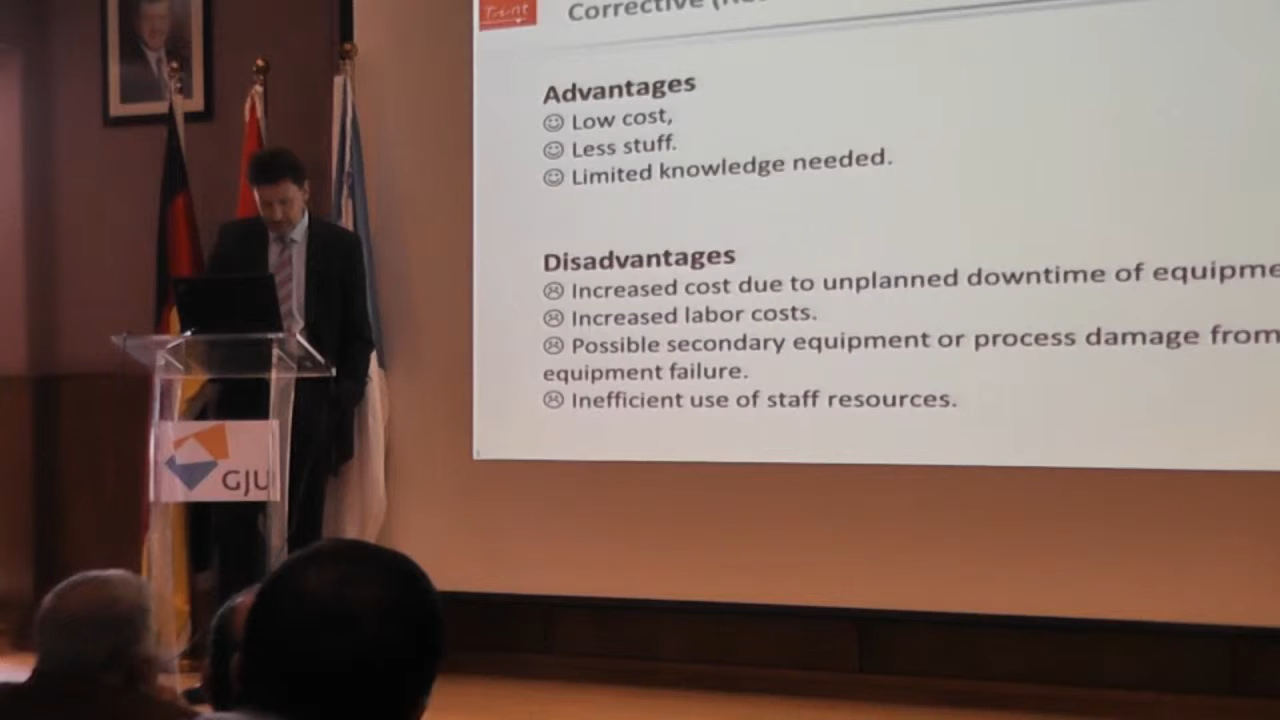 Corrective
Advantages
☺ Low cost,
☺ Less stuff.
☺ Limited knowledge needed.
Disadvantages
☹ Increased cost due to unplanned downtime of equipme
☹ Increased labor costs.
☹ Possible secondary equipment or process damage from
equipment failure.
☹ Inefficient use of staff resources.
GJU